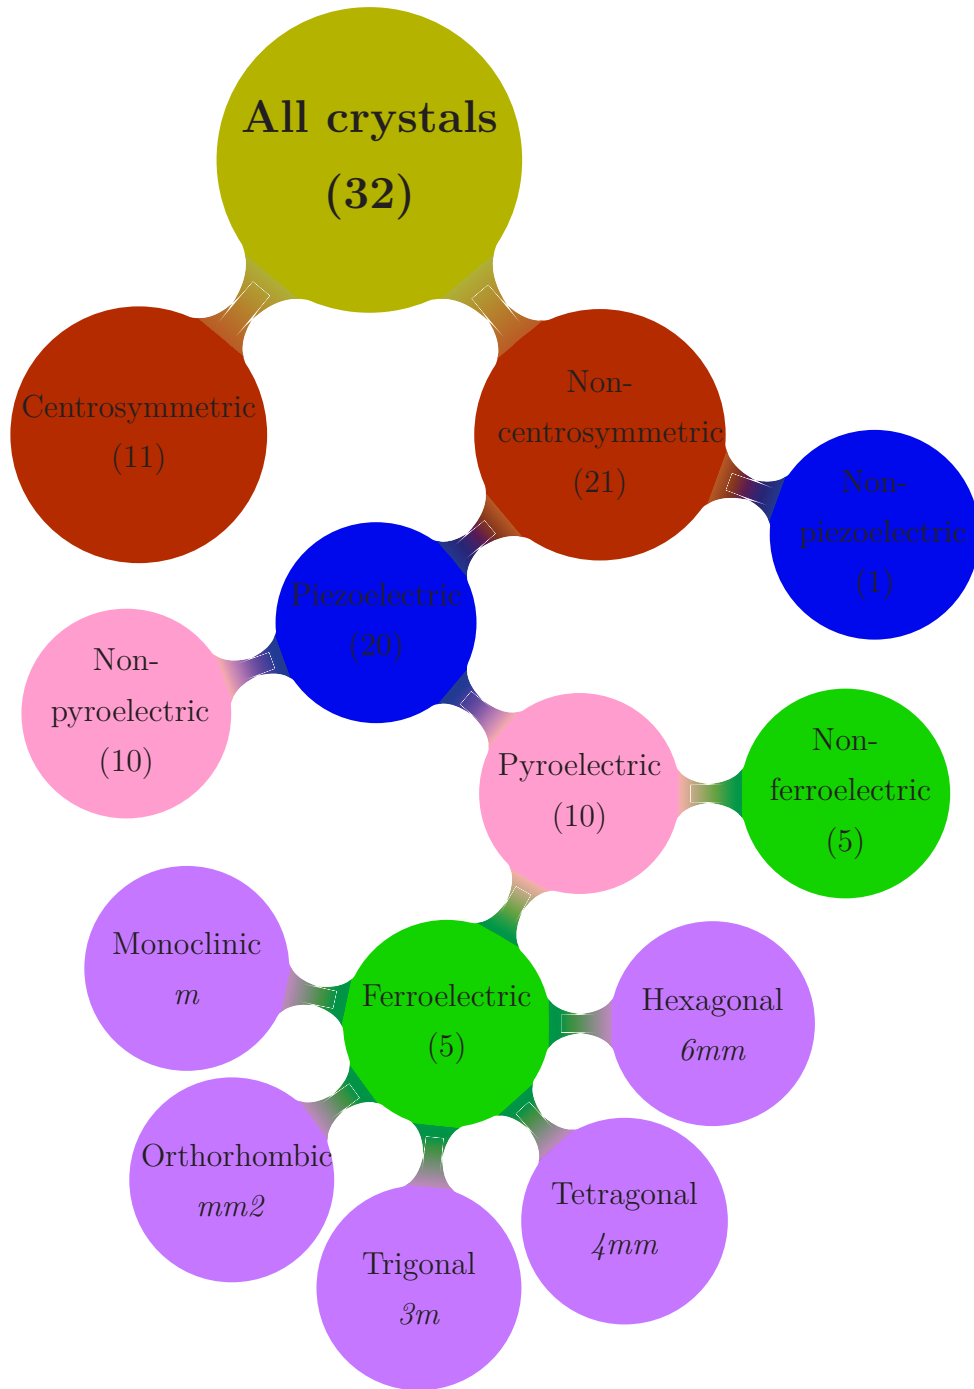 All crystals
(32)
Centrosymmetric
(11)
Non-
centrosymmetric
(21)
Non-
piezoelectric
(1)
Piezoelectric
(20)
Non-
pyroelectric
(10)
Pyroelectric
(10)
Non-
ferroelectric
(5)
Ferroelectric
(5)
Monoclinic
m
Orthorhombic
mm2
Trigonal
3m
Tetragonal
4mm
Hexagonal
6mm